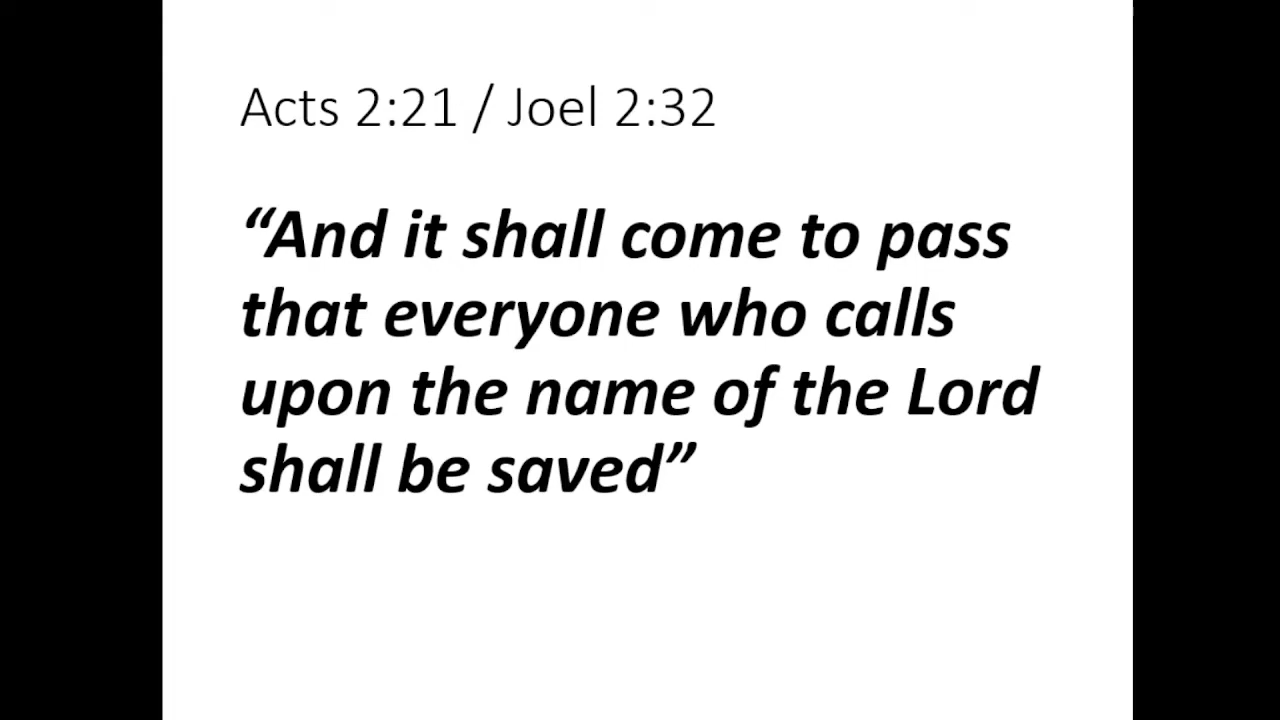 Acts 2:21 / Joel 2:32
“And it shall come to pass
that everyone who calls
upon the name of the Lord
shall be saved”